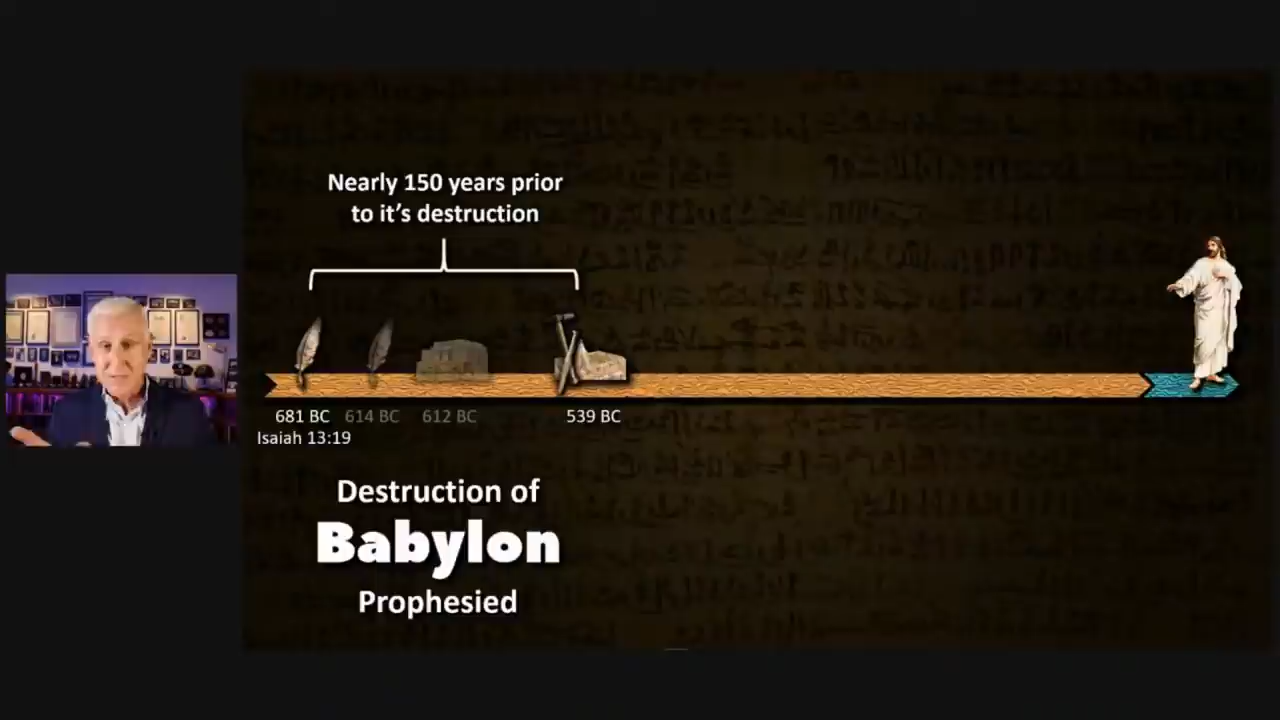 Nearly 150 years prior
to it's destruction
681 BC 614 BC 612 BC 539 BC
Isaiah 13:19
Destruction of
Babylon
Prophesied